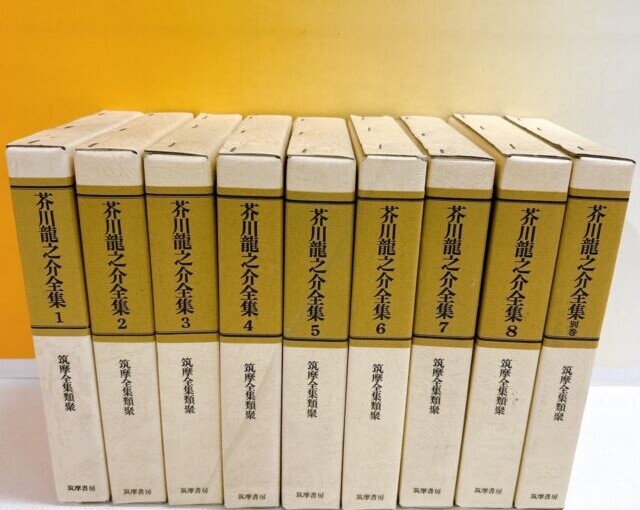 芥川龍之介全集 1
筑摩全集類聚
筑摩書房
芥川龍之介全集 2
筑摩全集類聚
筑摩書房
芥川龍之介全集 3
筑摩全集類聚
筑摩書房
芥川龍之介全集 4
筑摩全集類聚
筑摩書房
芥川龍之介全集 5
筑摩全集類聚
筑摩書房
芥川龍之介全集 6
筑摩全集類聚
筑摩書房
芥川龍之介全集 7
筑摩全集類聚
筑摩書房
芥川龍之介全集 8
筑摩全集類聚
筑摩書房
芥川龍之介全集 別巻
筑摩全集類聚
筑摩書房